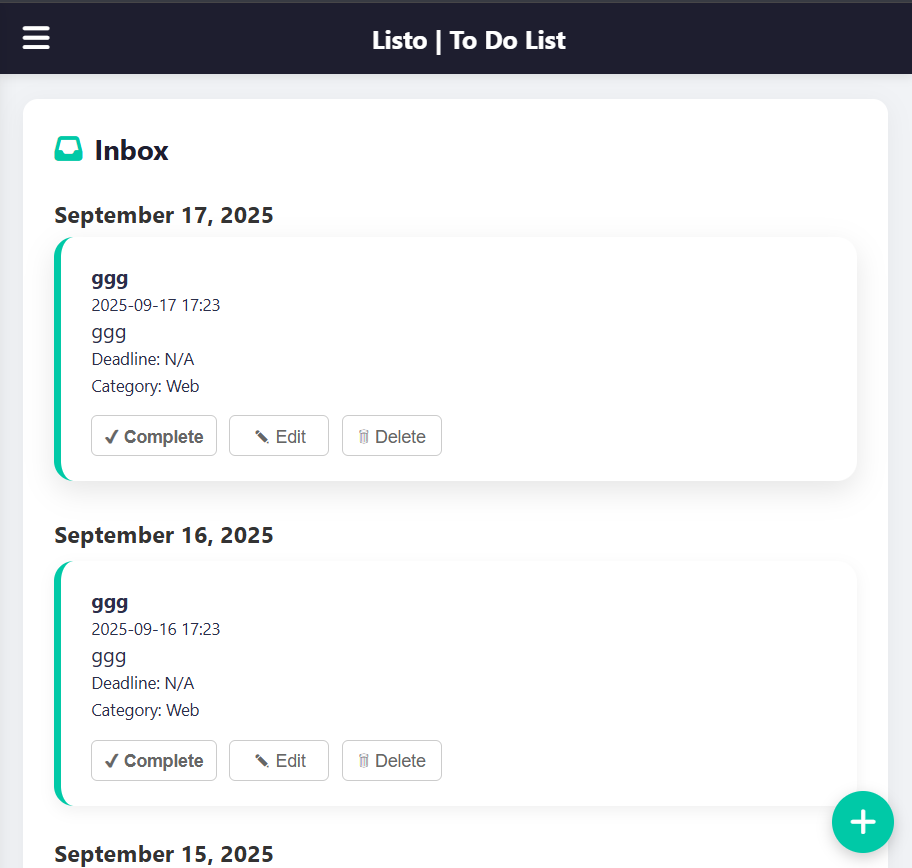 Listo | To Do List
Inbox
September 17, 2025
ggg
2025-09-17 17:23
ggg
Deadline: N/A
Category: Web
✔ Complete ✎ Edit 🗑 Delete
September 16, 2025
ggg
2025-09-16 17:23
ggg
Deadline: N/A
Category: Web
✔ Complete ✎ Edit 🗑 Delete
September 15, 2025